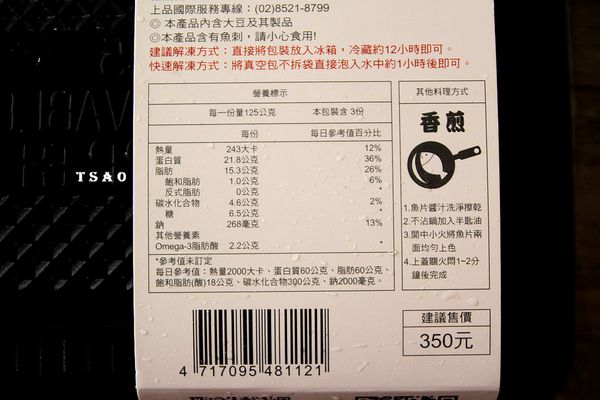 上品國際服務專線：(02)8521-8799
◎本產品內含大豆及其製品
◎本產品含有魚刺，請小心食用!
建議解凍方式：直接將包裝放入冰箱，冷藏約12小時即可。
快速解凍方式：將真空包不拆袋直接泡入水中約1小時後即可。
營養標示
每一份量125公克 本包裝含 3份
每份 每日參考值百分比
熱量 243大卡 12%
蛋白質 21.8公克 36%
脂肪 15.3公克 26%
飽和脂肪 1.0公克 6%
反式脂肪 0公克 *
碳水化合物 4.6公克 2%
糖 6.5公克 *
鈉 268毫克 13%
其他營養素
Omega-3脂肪酸 2.2公克 *
*參考值未訂定
每日參考值：熱量2000大卡、蛋白質60公克、脂肪60公克、
飽和脂肪(酸)18公克、碳水化合物300公克、鈉2000毫克。
其他料理方式
香煎
1.魚片醬汁洗淨擦乾
2.不沾鍋加入半匙油
3.開中小火將魚片兩
面均勻上色
4.上蓋關火悶1~2分
鐘後完成
建議售價
350元
4 717095 481121
TSAO